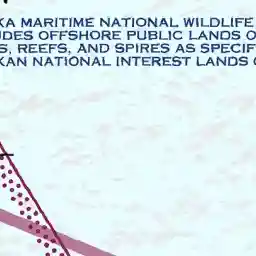 KA MARITIME NATIONAL WILDLIFE
UDES OFFSHORE PUBLIC LANDS O
S, REEFS, AND SPIRES AS SPECIF
KAN NATIONAL INTEREST LANDS